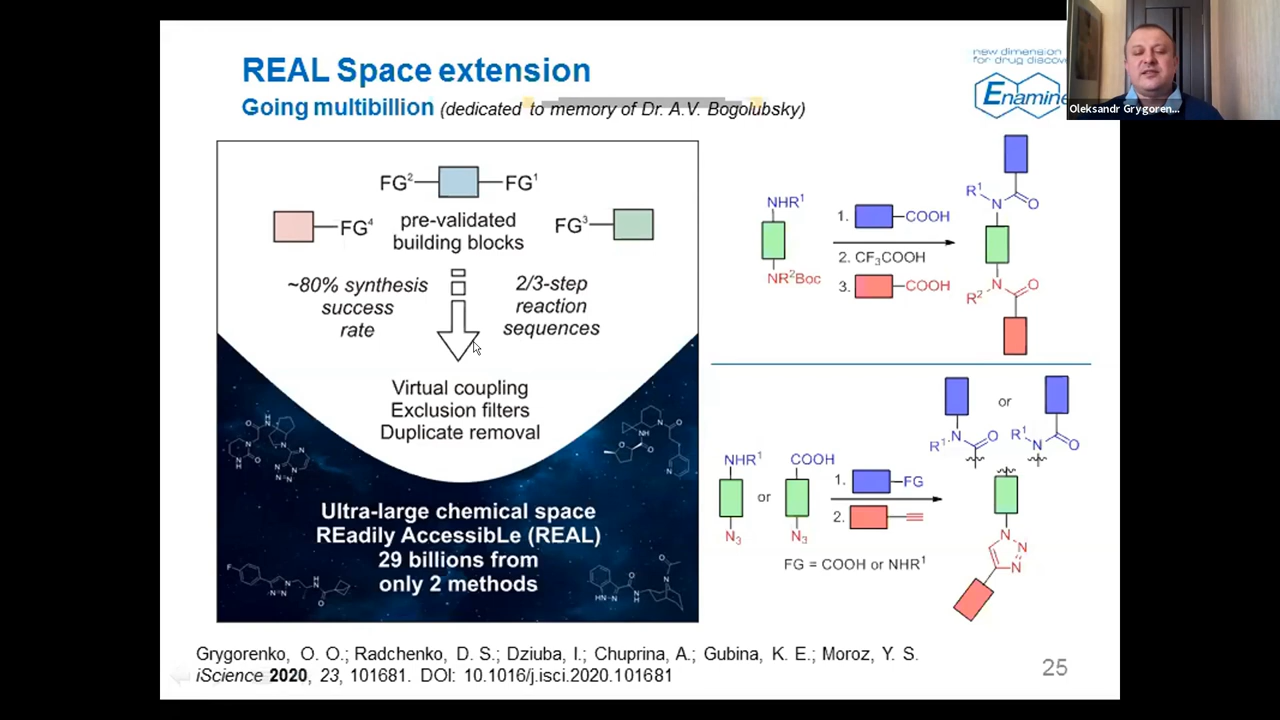 REAL Space extension
Going multibillion (dedicated to memory of Dr. A.V. Bogolubsky)
new dimension
for drug discov
Enamine
Oleksandr Grygoren...
FG² FG¹
FG⁴ pre-validated FG³
building blocks
~80% synthesis
success
rate
2/3-step
reaction
sequences
Virtual coupling
Exclusion filters
Duplicate removal
Ultra-large chemical space
REadily AccessibLe (REAL)
29 billions from
only 2 methods
NHR¹
NR²Boc
1. COOH
2. CF₃COOH
3. COOH
R¹ N O
R² N O
NHR¹ or COOH
N₃ N₃
1. FG
2.
FG = COOH or NHR¹
or
R¹ N O R¹ N O
N N N
Grygorenko, O. O.; Radchenko, D. S.; Dziuba, I.; Chuprina, A.; Gubina, K. E.; Moroz, Y. S.
iScience 2020, 23, 101681. DOI: 10.1016/j.isci.2020.101681
25